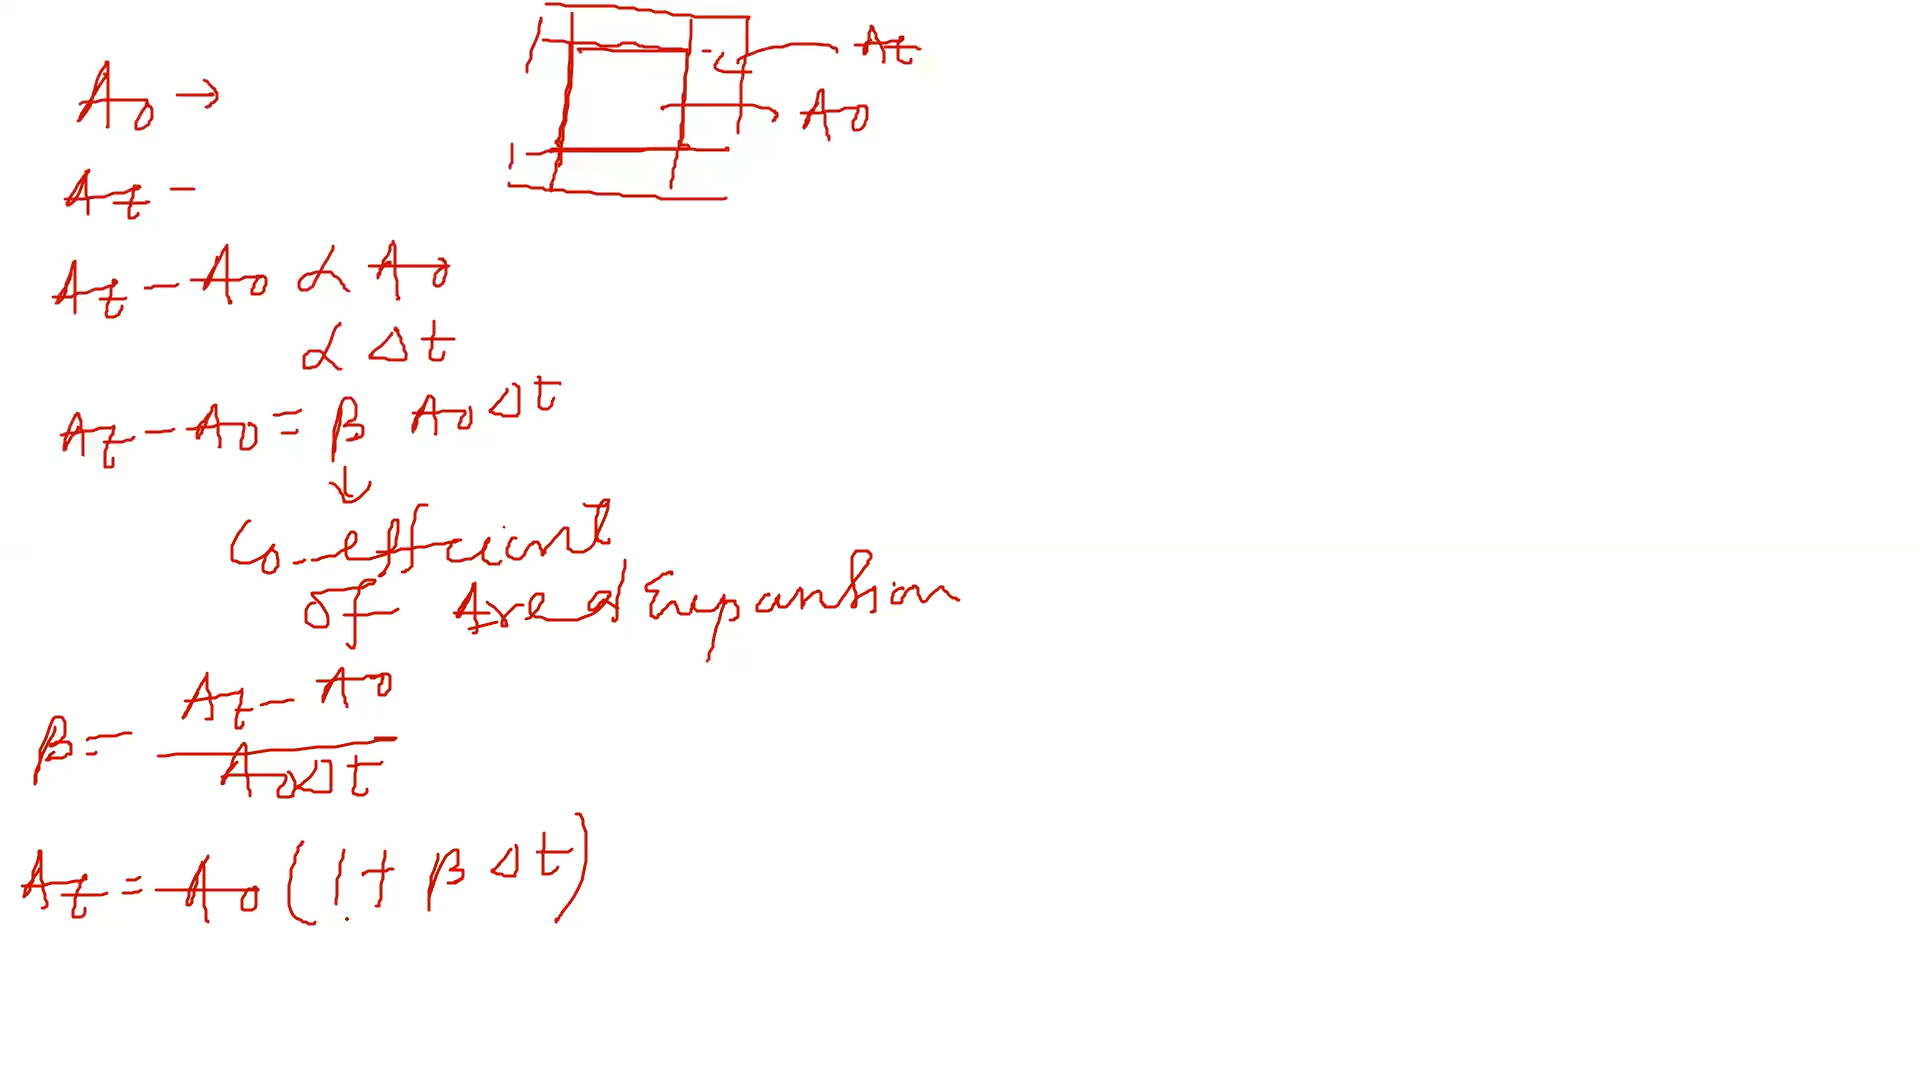 A₀ →
Aₜ
A₀
Aₜ –
Aₜ – A₀ ∝ A₀
∝ Δt
Aₜ – A₀ = β A₀ Δt
↓
Co-efficient
of Areal Expansion
β = (Aₜ – A₀) / (A₀ Δt)
Aₜ = A₀ (1 + β Δt)